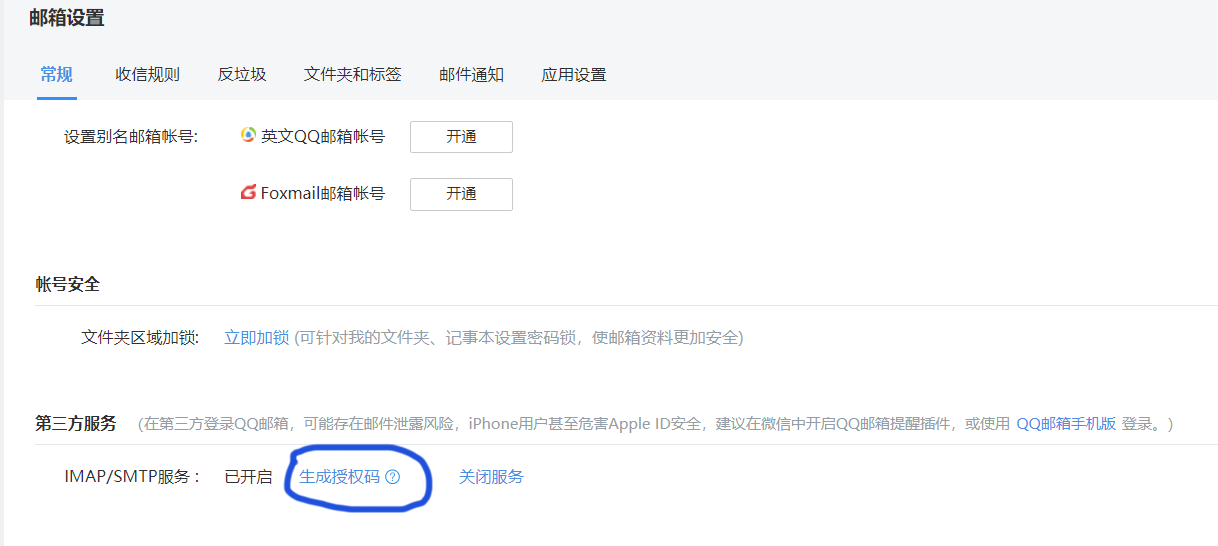 邮箱设置
常规 收信规则 反垃圾 文件夹和标签 邮件通知 应用设置
设置别名邮箱帐号: 英文QQ邮箱帐号 开通
Foxmail邮箱帐号 开通
帐号安全
文件夹区域加锁: 立即加锁 (可针对我的文件夹、记事本设置密码锁，使邮箱资料更加安全)
第三方服务 (在第三方登录QQ邮箱，可能存在邮件泄露风险，iPhone用户甚至危害Apple ID安全，建议在微信中开启QQ邮箱提醒插件，或使用 QQ邮箱手机版 登录。)
IMAP/SMTP服务： 已开启 生成授权码 ? 关闭服务